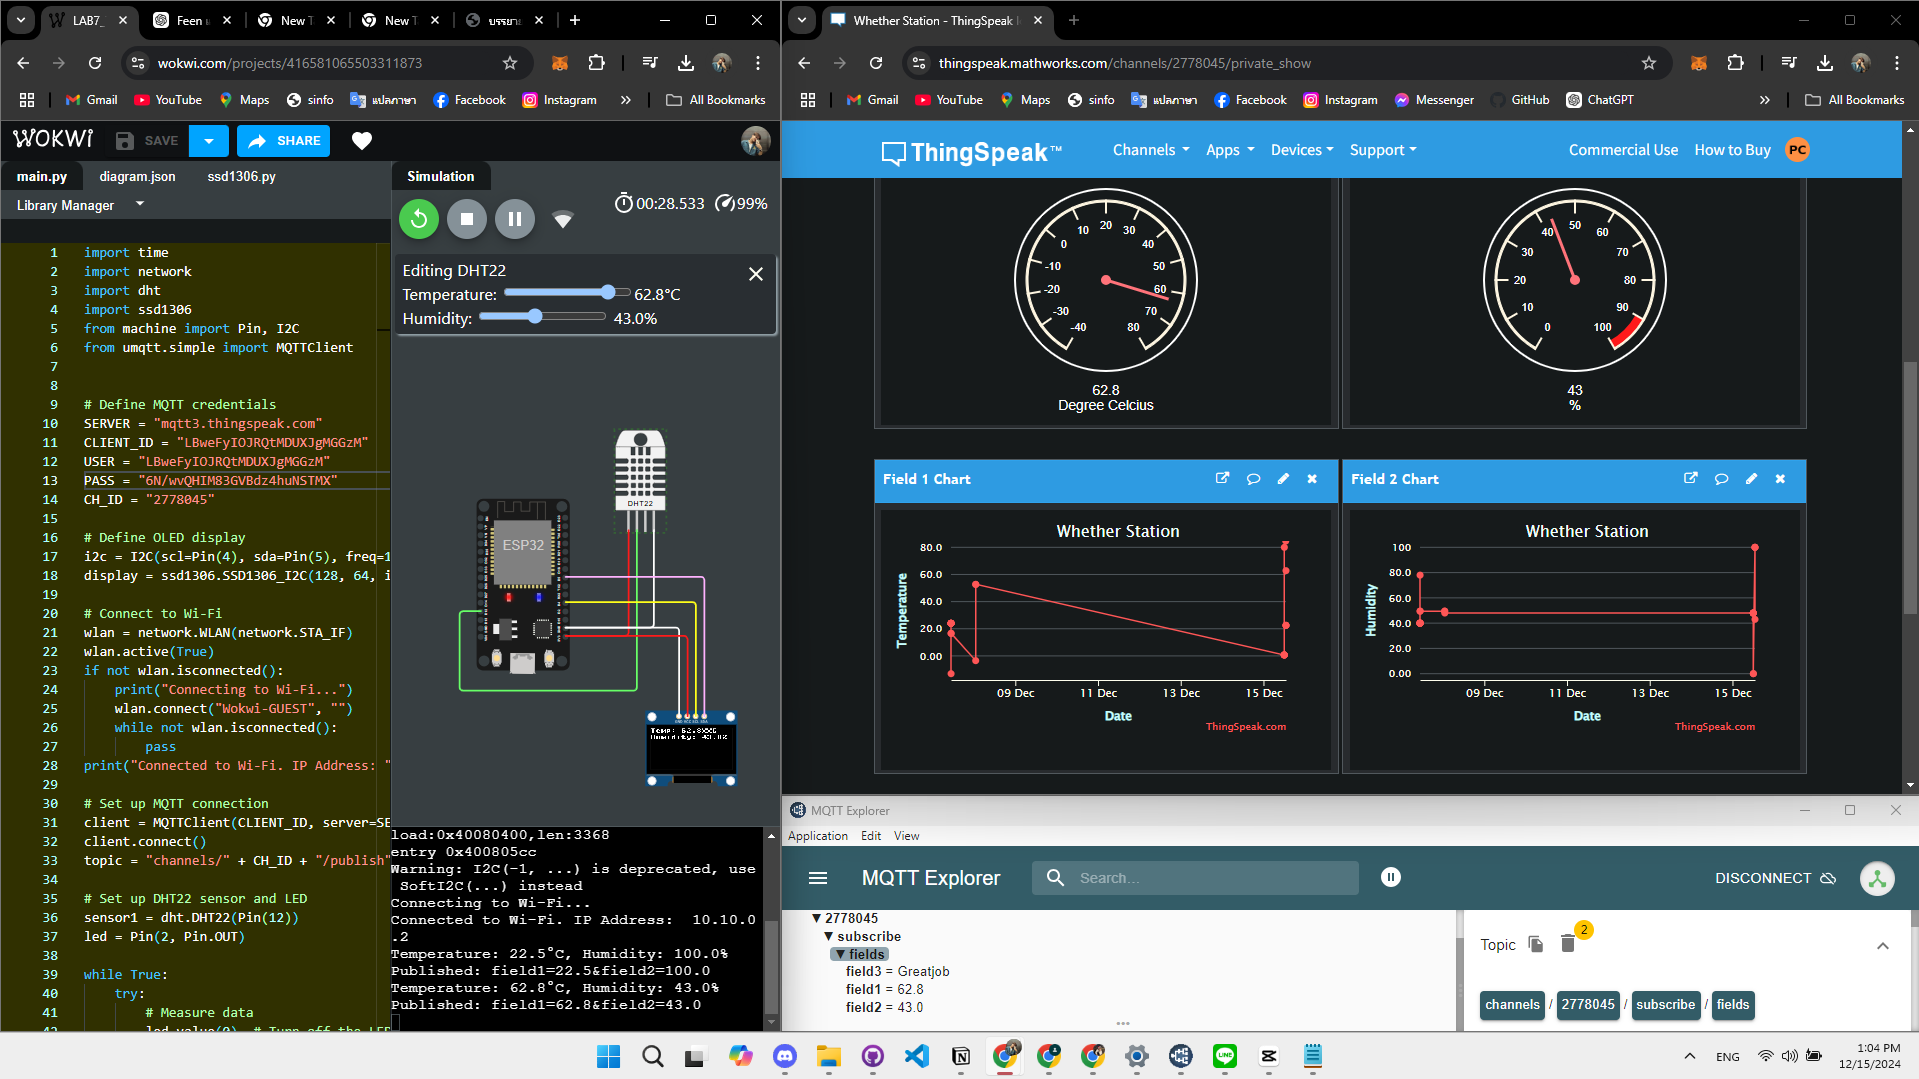 LAB7_
Feen
New T
New T
บรรยา
wokwi.com/projects/416581065503311873
Gmail
YouTube
Maps
sinfo
แปลภาษา
Facebook
Instagram
»
All Bookmarks
WOKWI
SAVE
SHARE
main.py
diagram.json
ssd1306.py
Library Manager
1 import time
2 import network
3 import dht
4 import ssd1306
5 from machine import Pin, I2C
6 from umqtt.simple import MQTTClient
7
8
9 # Define MQTT credentials
10 SERVER = "mqtt3.thingspeak.com"
11 CLIENT_ID = "LBweFyIOJRQtMDUXJgMGGzM"
12 USER = "LBweFyIOJRQtMDUXJgMGGzM"
13 PASS = "6N/wvQHIM83GVBdz4huNSTMX"
14 CH_ID = "2778045"
15
16 # Define OLED display
17 i2c = I2C(scl=Pin(4), sda=Pin(5), freq=1
18 display = ssd1306.SSD1306_I2C(128, 64, i
19
20 # Connect to Wi-Fi
21 wlan = network.WLAN(network.STA_IF)
22 wlan.active(True)
23 if not wlan.isconnected():
24 print("Connecting to Wi-Fi...")
25 wlan.connect("Wokwi-GUEST", "")
26 while not wlan.isconnected():
27 pass
28 print("Connected to Wi-Fi. IP Address: "
29
30 # Set up MQTT connection
31 client = MQTTClient(CLIENT_ID, server=SE
32 client.connect()
33 topic = "channels/" + CH_ID + "/publish"
34
35 # Set up DHT22 sensor and LED
36 sensor1 = dht.DHT22(Pin(12))
37 led = Pin(2, Pin.OUT)
38
39 while True:
40 try:
41 # Measure data
42 led.value(0) # Turn off the LED
Simulation
00:28.533
99%
Editing DHT22
Temperature: 62.8°C
Humidity: 43.0%
DHT22
ESP32
GND VCC SCL SDA
load:0x40080400,len:3368
entry 0x400805cc
Warning: I2C(-1, ...) is deprecated, use
SoftI2C(...) instead
Connecting to Wi-Fi...
Connected to Wi-Fi. IP Address: 10.10.0
.2
Temperature: 22.5°C, Humidity: 100.0%
Published: field1=22.5&field2=100.0
Temperature: 62.8°C, Humidity: 43.0%
Published: field1=62.8&field2=43.0
Whether Station - ThingSpeak
thingspeak.mathworks.com/channels/2778045/private_show
Gmail
YouTube
Maps
sinfo
แปลภาษา
Facebook
Instagram
Messenger
GitHub
ChatGPT
»
All Bookmarks
ThingSpeak™
Channels
Apps
Devices
Support
Commercial Use
How to Buy
PC
-40
-30
-20
-10
0
10
20
30
40
50
60
70
80
62.8
Degree Celcius
0
10
20
30
40
50
60
70
80
90
100
43
%
Field 1 Chart
Whether Station
Temperature
80.0
60.0
40.0
20.0
0.00
09 Dec
11 Dec
13 Dec
15 Dec
Date
ThingSpeak.com
Field 2 Chart
Whether Station
Humidity
100
80.0
60.0
40.0
20.0
0.00
09 Dec
11 Dec
13 Dec
15 Dec
Date
ThingSpeak.com
MQTT Explorer
Application
Edit
View
MQTT Explorer
Search...
DISCONNECT
2778045
subscribe
fields
field3 = Greatjob
field1 = 62.8
field2 = 43.0
Topic
2
channels / 2778045 / subscribe / fields
ENG
1:04 PM
12/15/2024